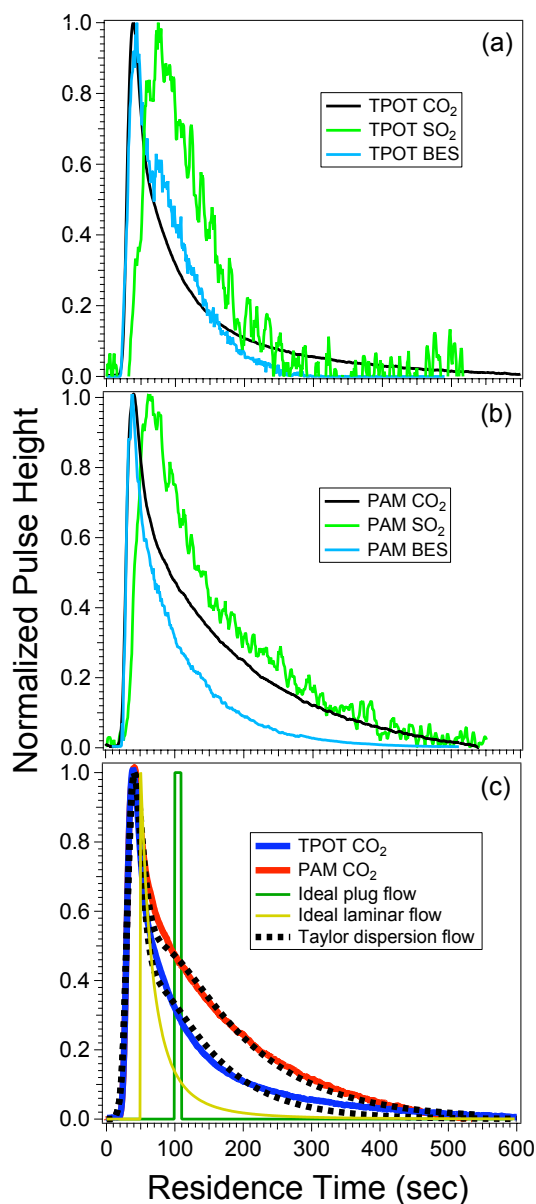 (a)
TPOT CO₂
TPOT SO₂
TPOT BES
1.0
0.8
0.6
0.4
0.2
0.0
(b)
PAM CO₂
PAM SO₂
PAM BES
1.0
0.8
0.6
0.4
0.2
0.0
Normalized Pulse Height
(c)
TPOT CO₂
PAM CO₂
Ideal plug flow
Ideal laminar flow
Taylor dispersion flow
1.0
0.8
0.6
0.4
0.2
0.0
0 100 200 300 400 500 600
Residence Time (sec)